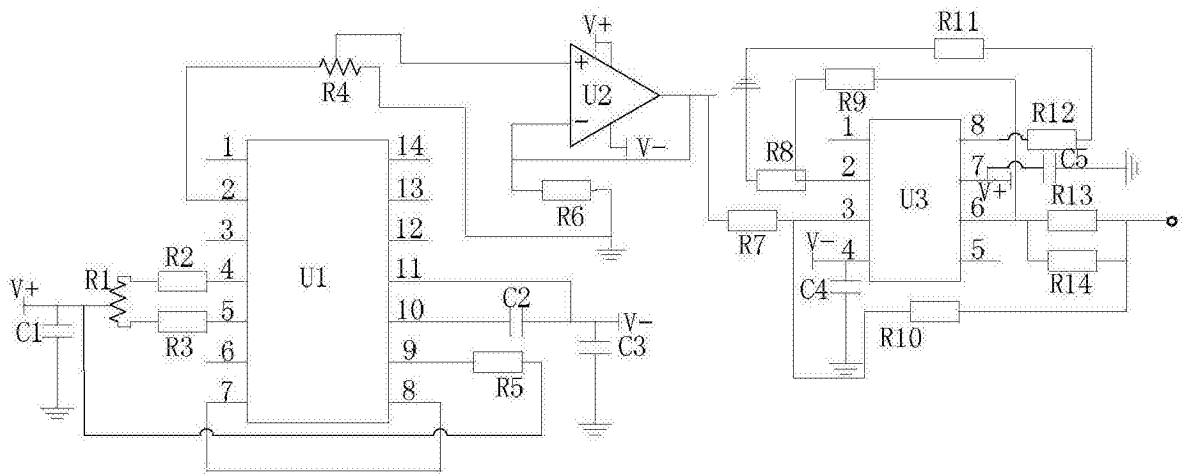 V+
R11
R4
+
U2
-
V-
R9
R12
1
14
1
8
C5
R8
2
13
2
7
V+
R6
U3
R13
3
12
R7
3
6
R2
R1
4
U1
11
V-
4
5
R14
V+
R3
5
10
C2
V-
C4
C1
C3
R10
6
9
R5
7
8